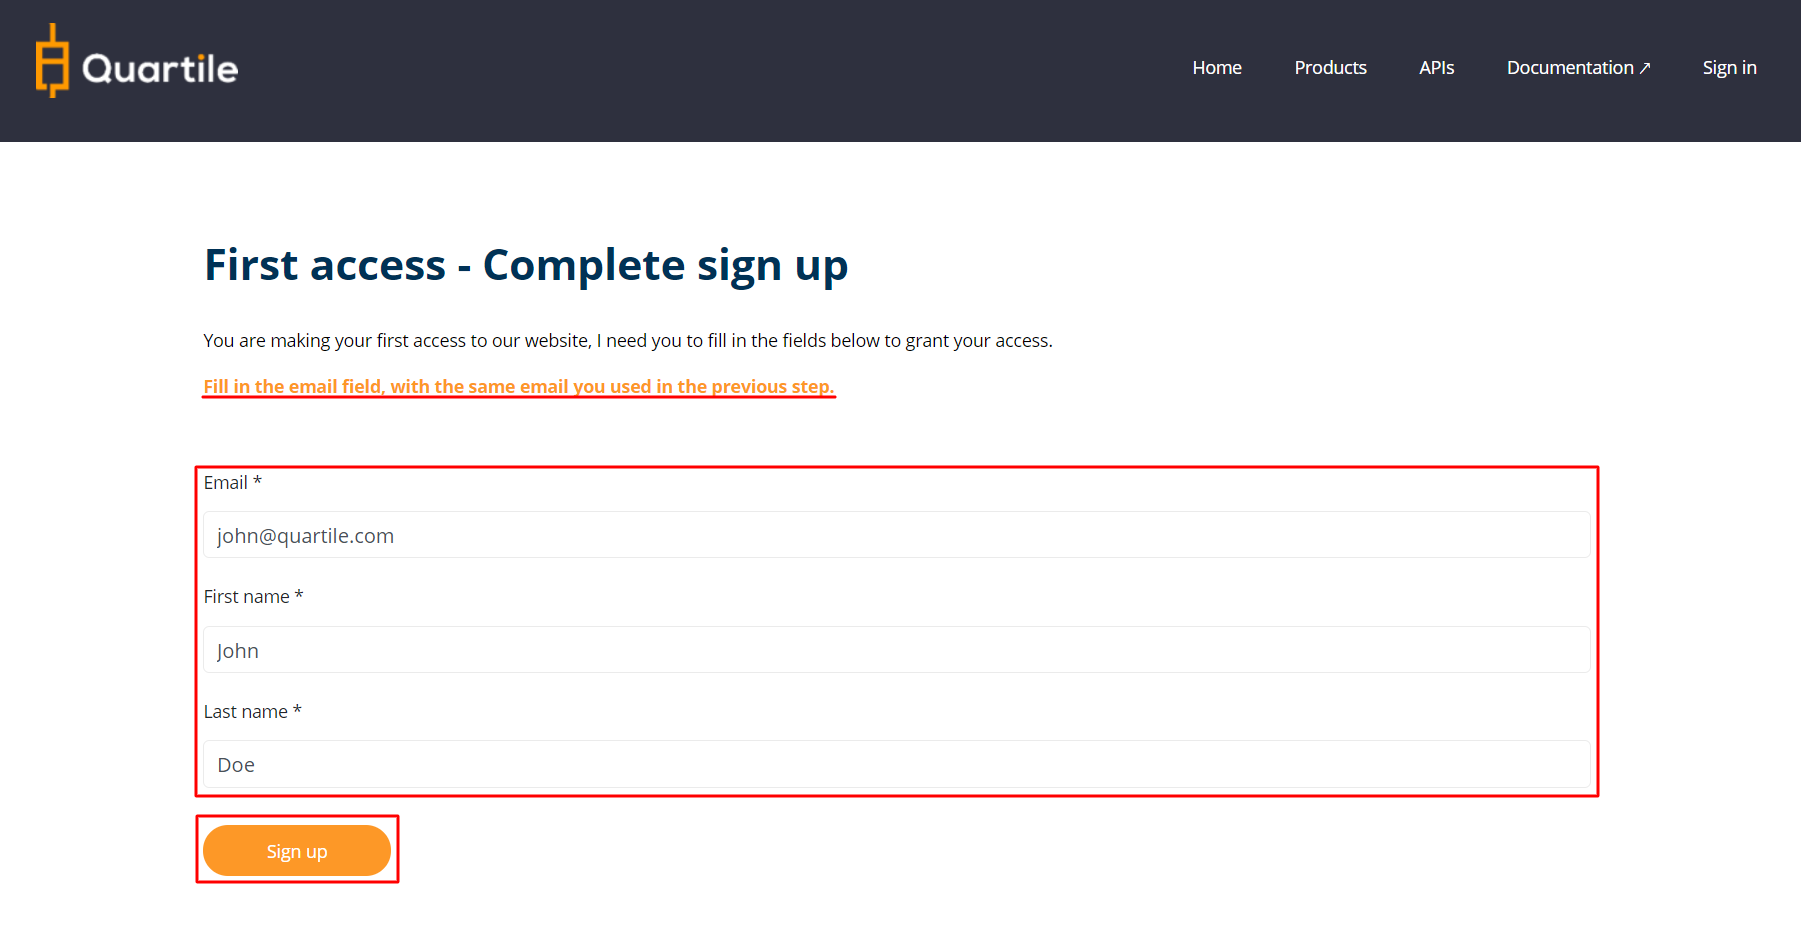 Quartile
Home Products APIs Documentation ↗ Sign in
First access - Complete sign up
You are making your first access to our website, I need you to fill in the fields below to grant your access.
Fill in the email field, with the same email you used in the previous step.
Email *
john@quartile.com
First name *
John
Last name *
Doe
Sign up